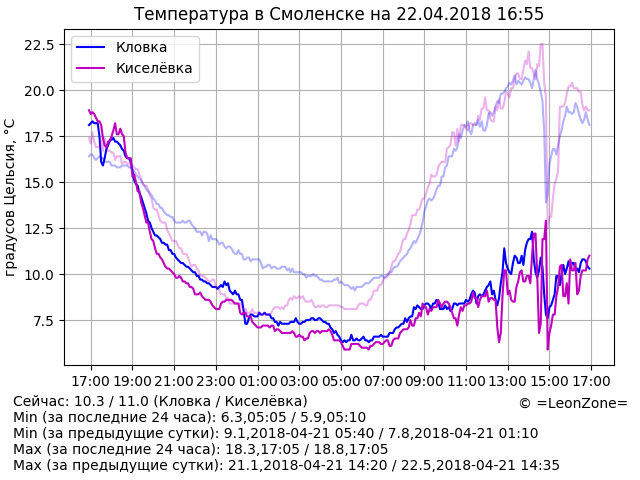 Температура в Смоленске на 22.04.2018 16:55
Кловка
Киселёвка
градусов Цельсия, °C
22.5
20.0
17.5
15.0
12.5
10.0
7.5
17:00 19:00 21:00 23:00 01:00 03:00 05:00 07:00 09:00 11:00 13:00 15:00 17:00
Сейчас: 10.3 / 11.0 (Кловка / Киселёвка)
© =LeonZone=
Min (за последние 24 часа): 6.3,05:05 / 5.9,05:10
Min (за предыдущие сутки): 9.1,2018-04-21 05:40 / 7.8,2018-04-21 01:10
Max (за последние 24 часа): 18.3,17:05 / 18.8,17:05
Max (за предыдущие сутки): 21.1,2018-04-21 14:20 / 22.5,2018-04-21 14:35